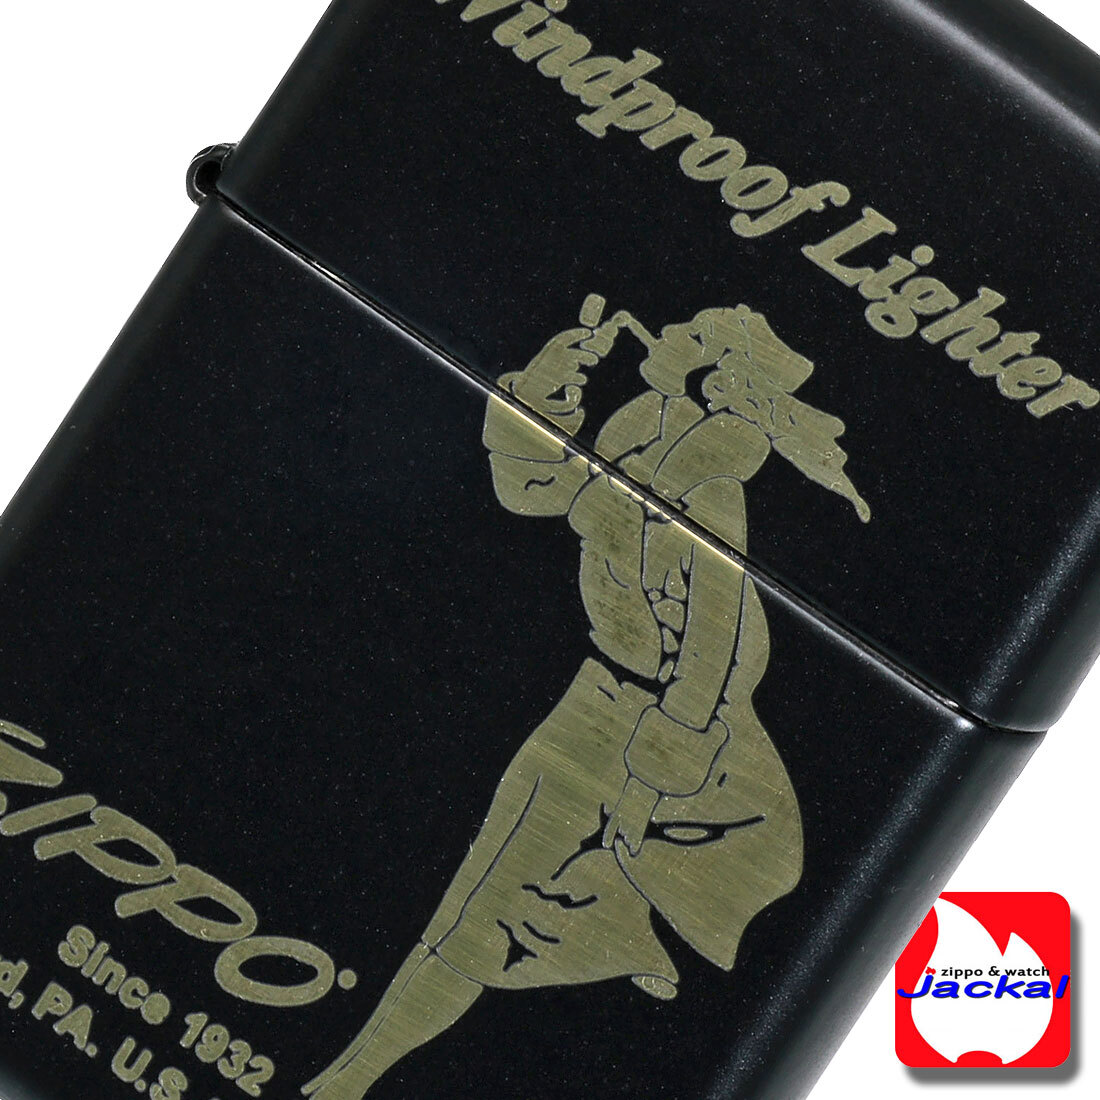 Windproof Lighter
Zippo
Since 1932
d, PA. U.S.
zippo & watch
Jackal